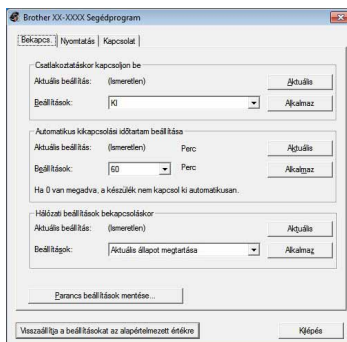 Brother XX-XXXX Segédprogram
Bekapcs. Nyomtatás Kapcsolat
Csatlakoztatáskor kapcsoljon be
Aktuális beállítás: (Ismeretlen) Aktuális
Beállítások: KI Alkalmaz
Automatikus kikapcsolási időtartam beállítása
Aktuális beállítás: (Ismeretlen) Perc Aktuális
Beállítások: 60 Perc Alkalmaz
Ha 0 van megadva, a készülék nem kapcsol ki automatikusan.
Hálózati beállítások bekapcsoláskor
Aktuális beállítás: (Ismeretlen) Aktuális
Beállítások: Aktuális állapot megtartása Alkalmaz
Parancs beállítások mentése...
Visszaállítja a beállításokat az alapértelmezett értékre Kilépés